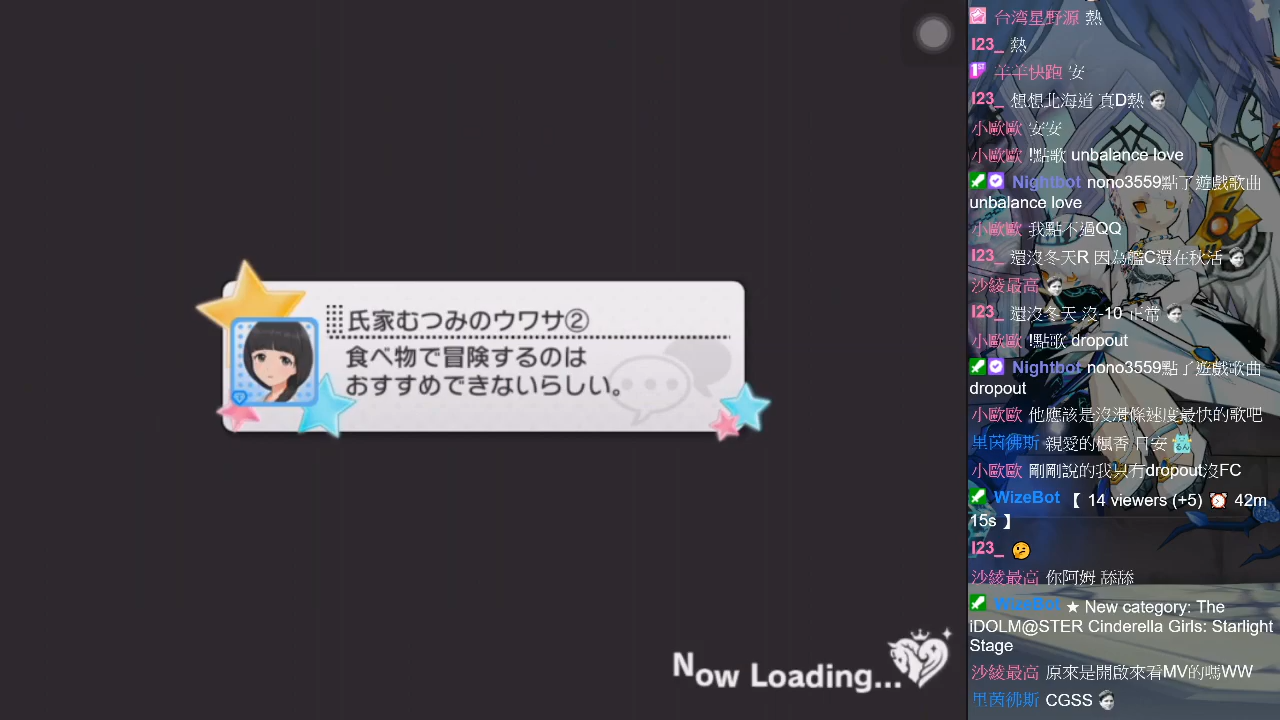 氏家むつみのウワサ②
食べ物で冒険するのは
おすすめできないらしい。
Now Loading...
台湾星野源 熱
I23_ 熱
羊羊快跑 安
I23_ 想想北海道 真D熱
小歐歐 安安
小歐歐 !點歌 unbalance love
Nightbot nono3559點了遊戲歌曲
unbalance love
小歐歐 我點不過QQ
I23_ 還沒冬天R 因為艦C還在秋活
沙綾最高
I23_ 還沒冬天 沒-10 正常
小歐歐 !點歌 dropout
Nightbot nono3559點了遊戲歌曲
dropout
小歐歐 他應該是沒滑條速度最快的歌吧
里茵彿斯 親愛的楓香 日安
小歐歐 剛剛說的我只有dropout沒FC
WizeBot 【 14 viewers (+5) ⏰ 42m
15s 】
I23_ 🤔
沙綾最高 你阿姆 舔舔
WizeBot ★ New category: The
iDOLM@STER Cinderella Girls: Starlight
Stage
沙綾最高 原來是開啟來看MV的嗎WW
里茵彿斯 CGSS